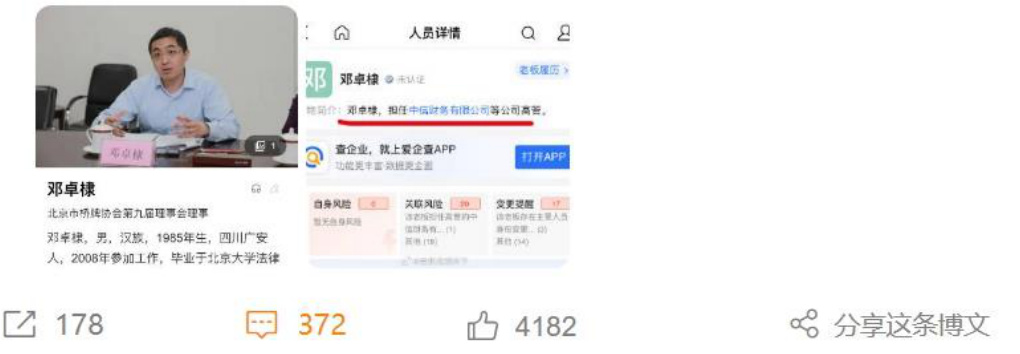 邓卓棣
1
邓卓棣
北京市桥牌协会第九届理事会理事
邓卓棣，男，汉族，1985年生，四川广安
人，2008年参加工作，毕业于北京大学法律
人员详情
邓
邓卓棣
未认证
老板履历 >
简介：邓卓棣，担任中信财务有限公司等公司高管。
查企业，就上爱企查APP
功能更丰富 数据更全面
打开APP
自身风险 0
暂无自身风险
关联风险 20
该老板担任高管的中
信财务有... (1)
其他 (19)
变更提醒 17
该老板存在主要人员
身份变更... (3)
其他 (14)
178
372
4182
分享这条博文